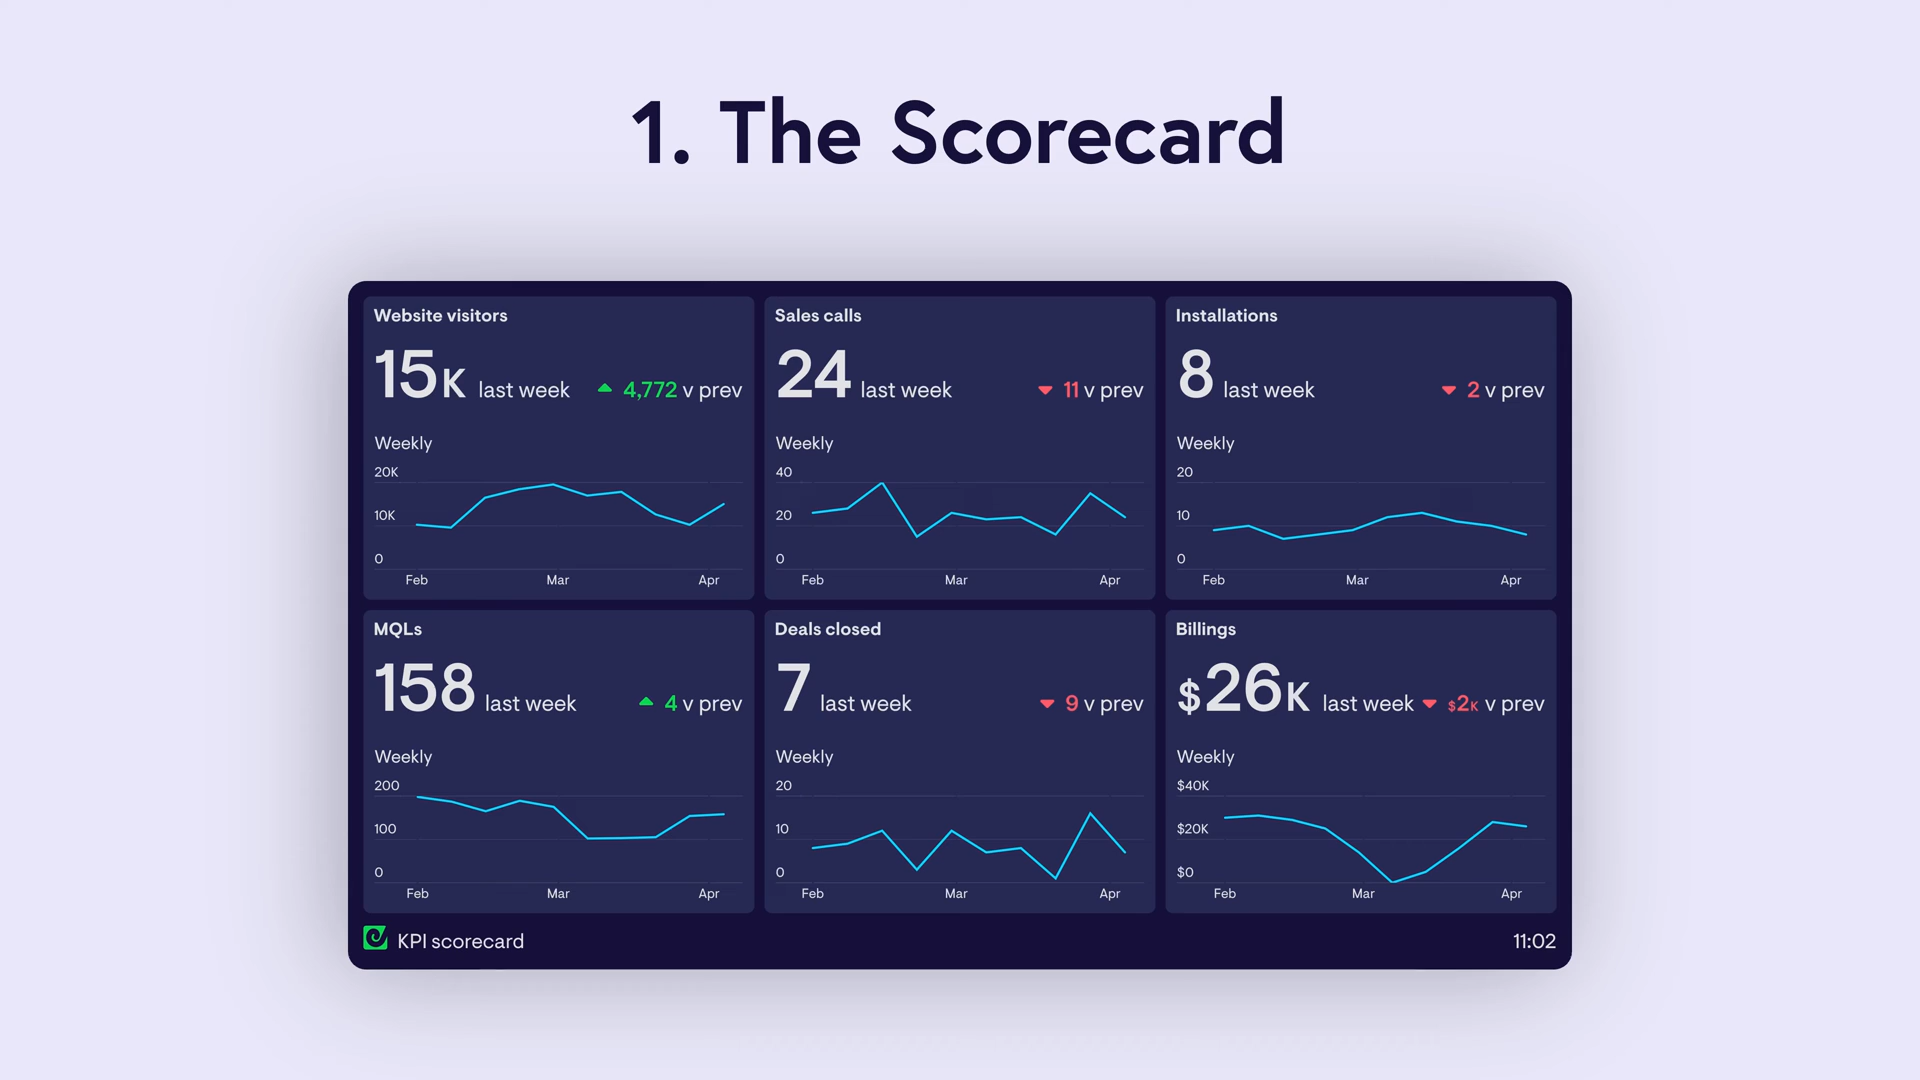 1. The Scorecard
Website visitors
15K last week 4,772 v prev
Weekly
20K
10K
0
Feb Mar Apr
Sales calls
24 last week 11 v prev
Weekly
40
20
0
Feb Mar Apr
Installations
8 last week 2 v prev
Weekly
20
10
0
Feb Mar Apr
MQLs
158 last week 4 v prev
Weekly
200
100
0
Feb Mar Apr
Deals closed
7 last week 9 v prev
Weekly
20
10
0
Feb Mar Apr
Billings
$26K last week $2K v prev
Weekly
$40K
$20K
$0
Feb Mar Apr
KPI scorecard 11:02